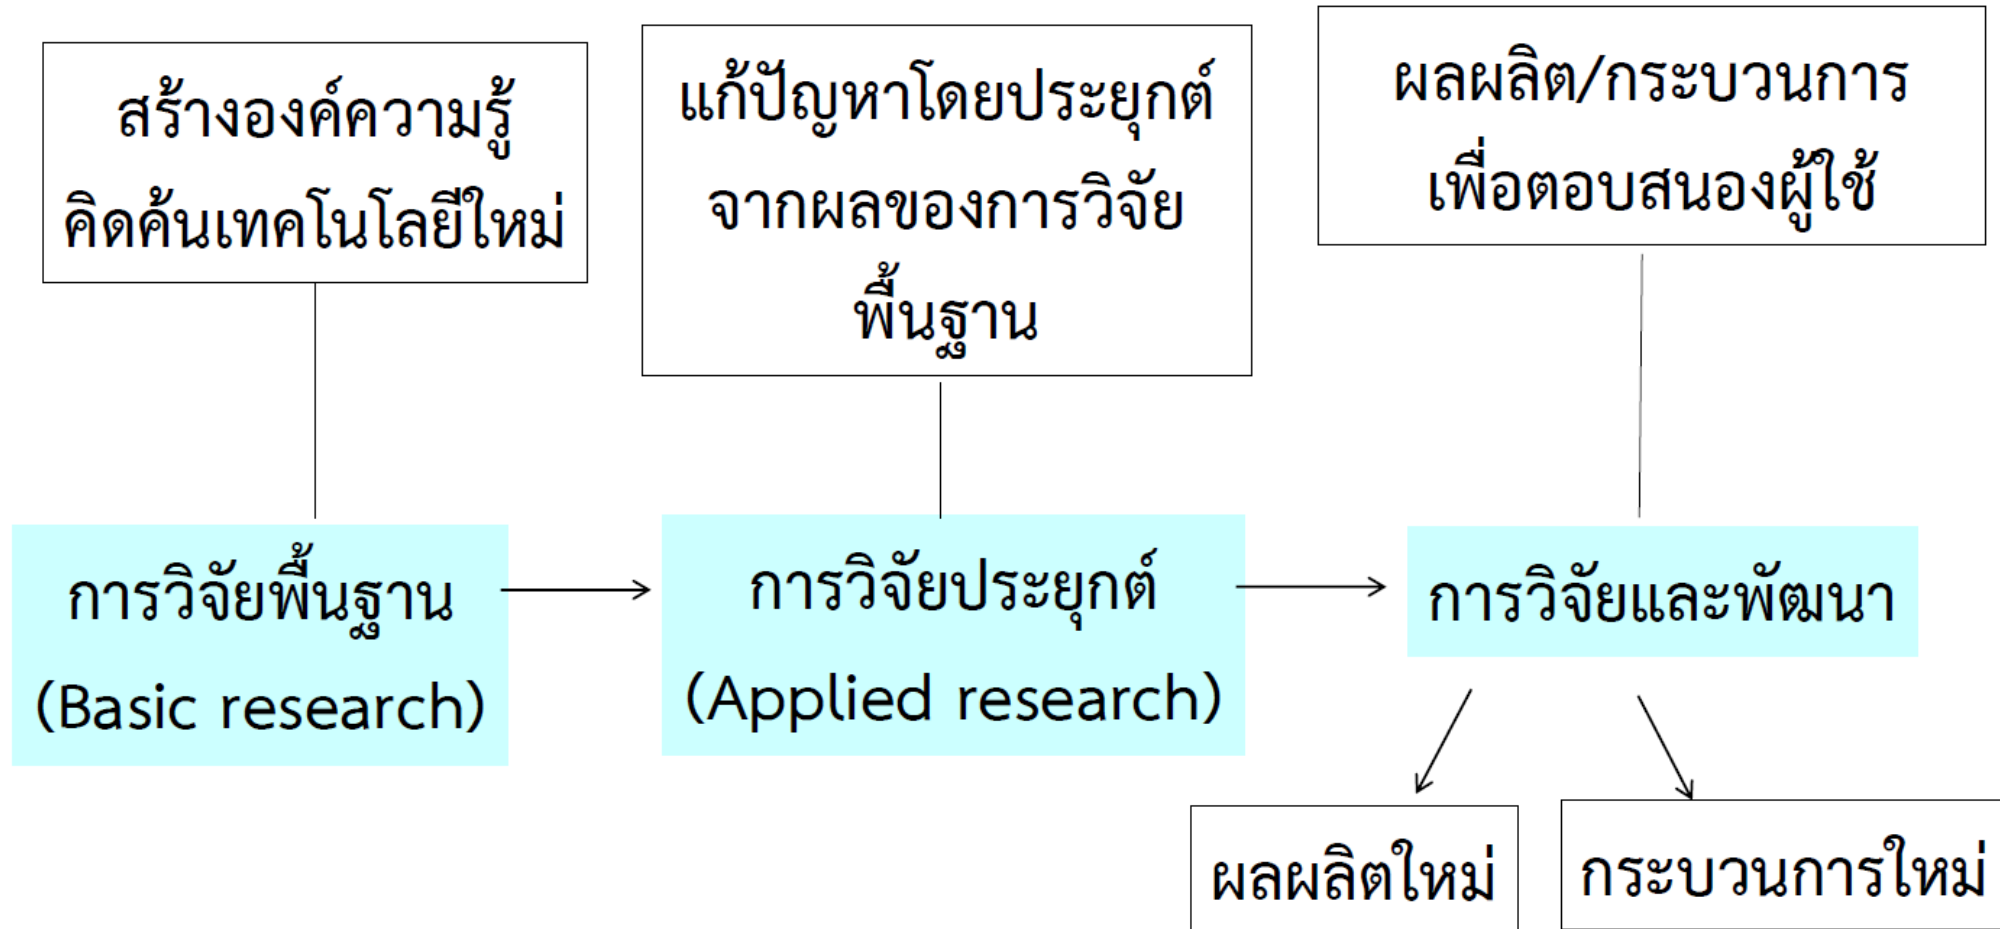 สร้างองค์ความรู้
คิดค้นเทคโนโลยีใหม่
แก้ปัญหาโดยประยุกต์
จากผลของการวิจัย
พื้นฐาน
ผลผลิต/กระบวนการ
เพื่อตอบสนองผู้ใช้
การวิจัยพื้นฐาน
(Basic research)
การวิจัยประยุกต์
(Applied research)
การวิจัยและพัฒนา
ผลผลิตใหม่
กระบวนการใหม่